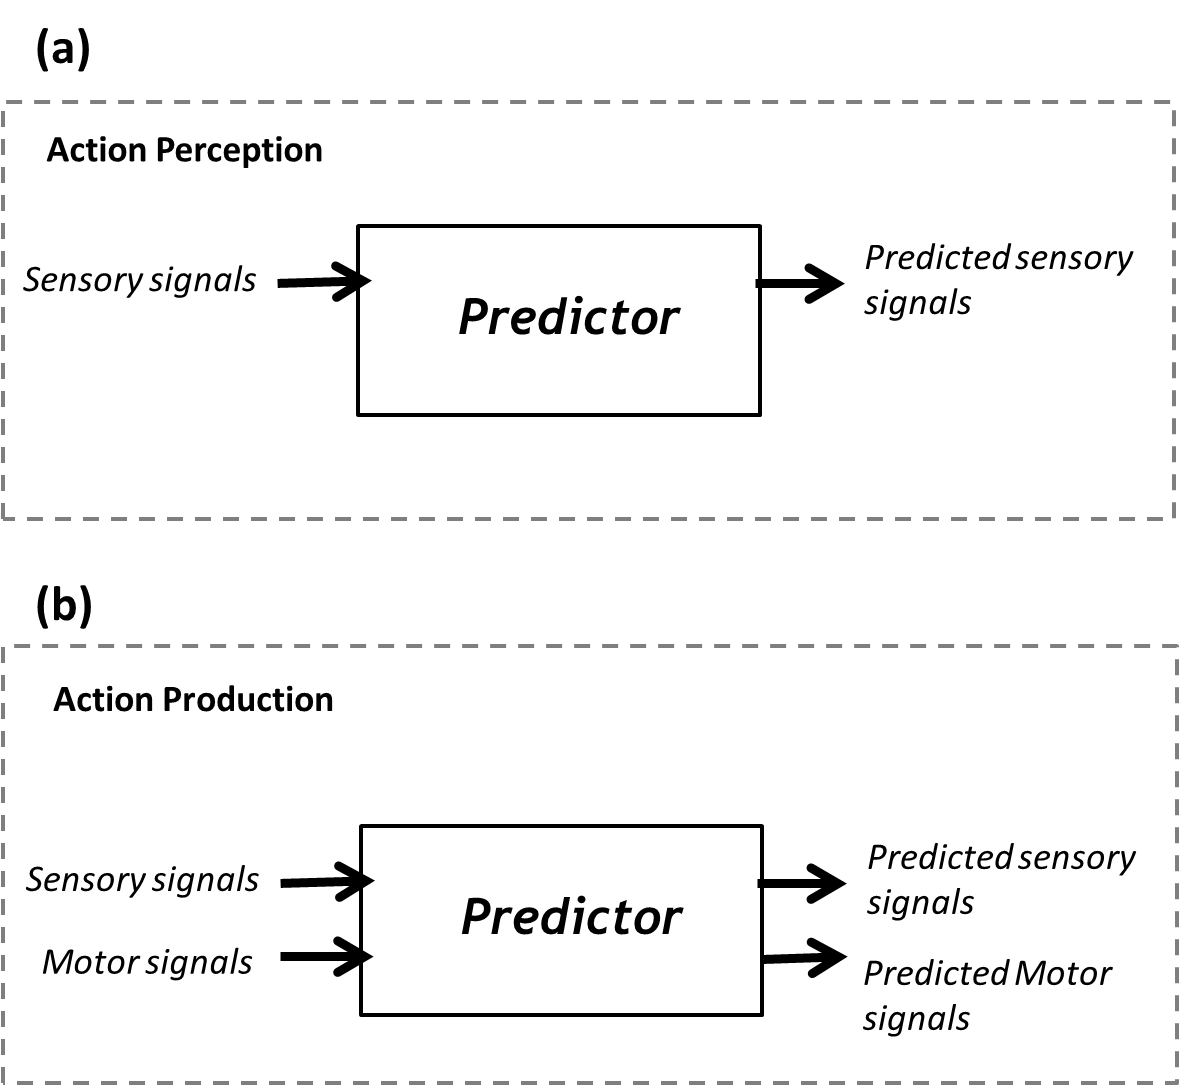 (a)
Action Perception
Sensory signals
Predictor
Predicted sensory
signals
(b)
Action Production
Sensory signals
Motor signals
Predictor
Predicted sensory
signals
Predicted Motor
signals